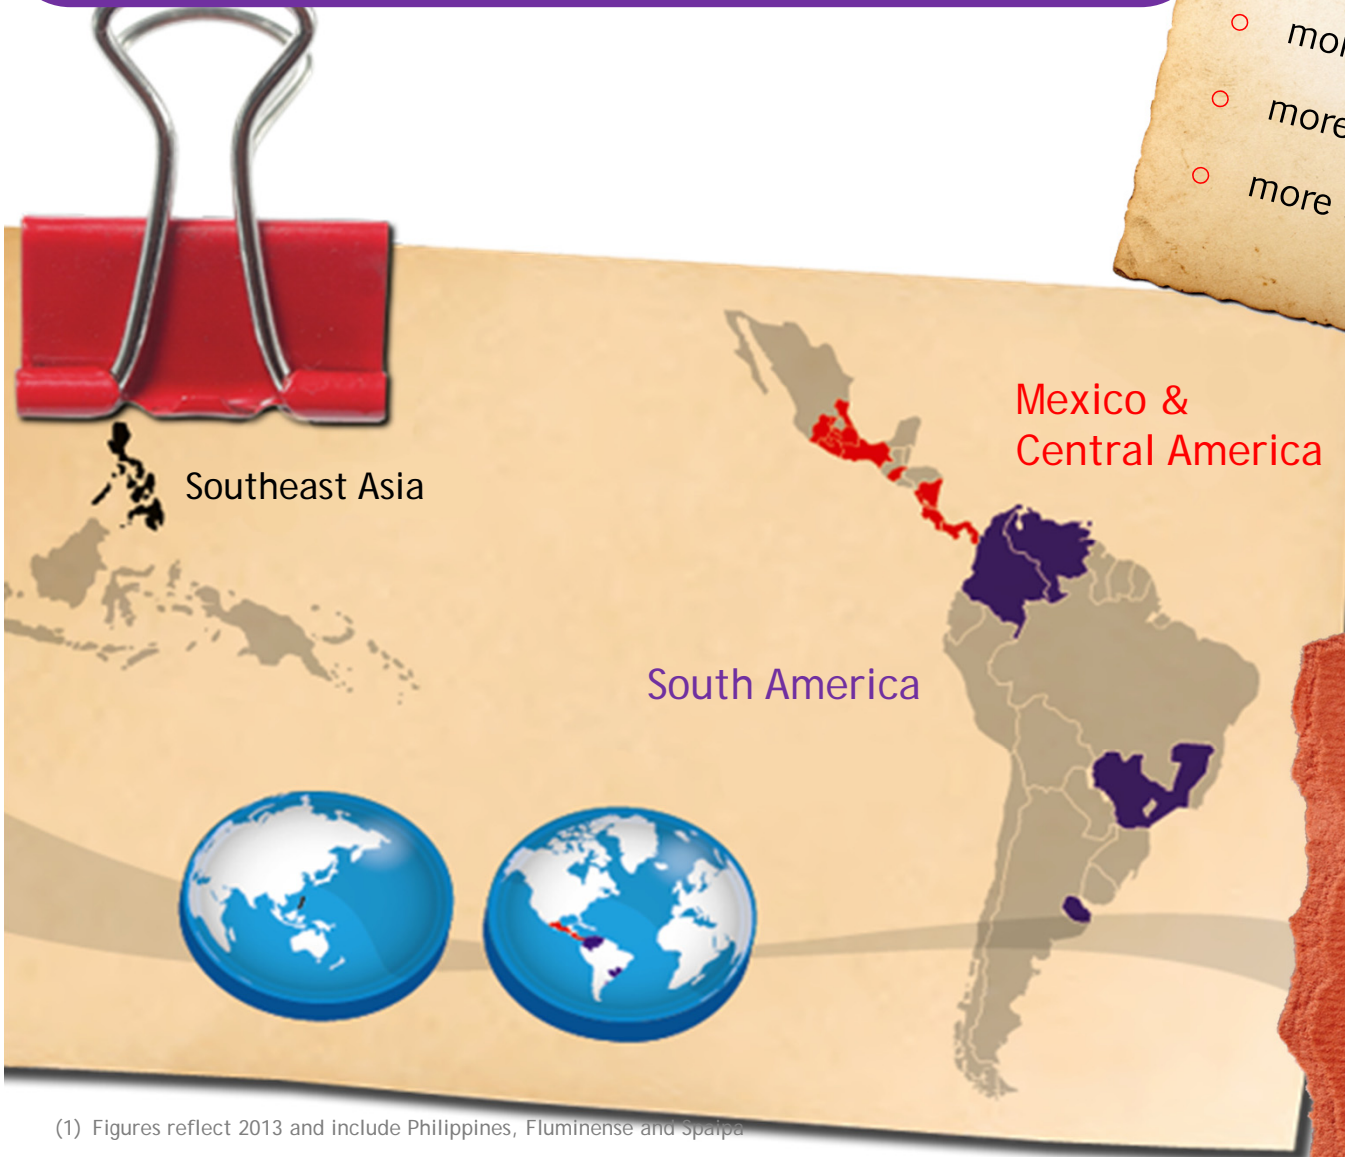 more
more
Mexico &
Central America
Southeast Asia
South America
(1) Figures reflect 2013 and include Philippines, Fluminense and Spaipa